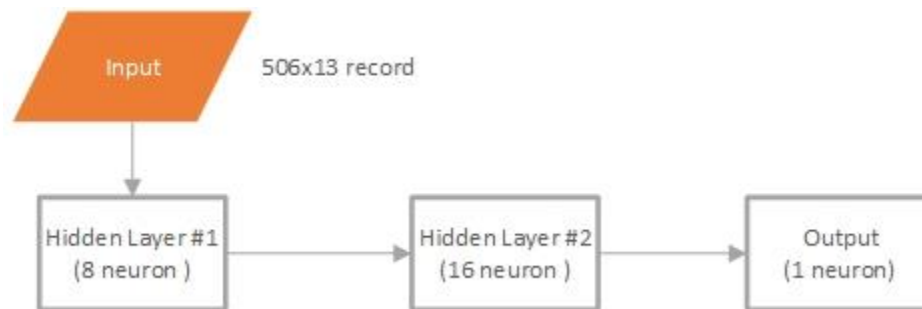 Input
506x13 record
Hidden Layer #1
(8 neuron )
Hidden Layer #2
(16 neuron )
Output
(1 neuron)